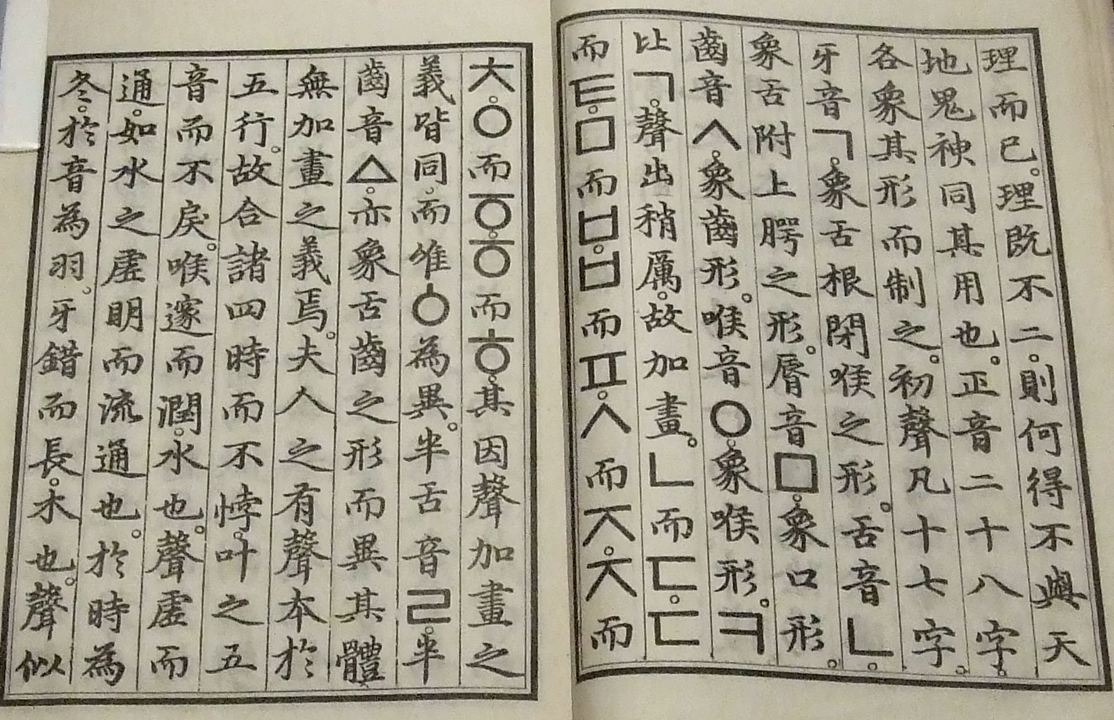 理而已。理既不二。則何得不與天
地鬼神同其用也。正音二十八字。
各象其形而制之。初聲凡十七字。
牙音ㄱ。象舌根閉喉之形。舌音ㄴ。
象舌附上腭之形。脣音ㅁ。象口形。
齒音ㅅ。象齒形。喉音ㅇ。象喉形。ㅋ
比ㄱ。聲出稍厲。故加畫。ㄴ而ㄷ。ㄷ
而ㅌ。ㅁ而ㅂ。ㅂ而ㅍ。ㅅ而ㅈ。ㅈ而
ㅊ。ㅇ而ㆆ。ㆆ而ㅎ。其因聲加畫之
義皆同。而唯ㆁ為異。半舌音ㄹ。半
齒音ㅿ。亦象舌齒之形而異其體
無加畫之義焉。夫人之有聲本於
五行。故合諸四時而不悖。叶之五
音而不戾。喉邃而潤。水也。聲虛而
通。如水之虛明而流通也。於時為
冬。於音為羽。牙錯而長。木也。聲似